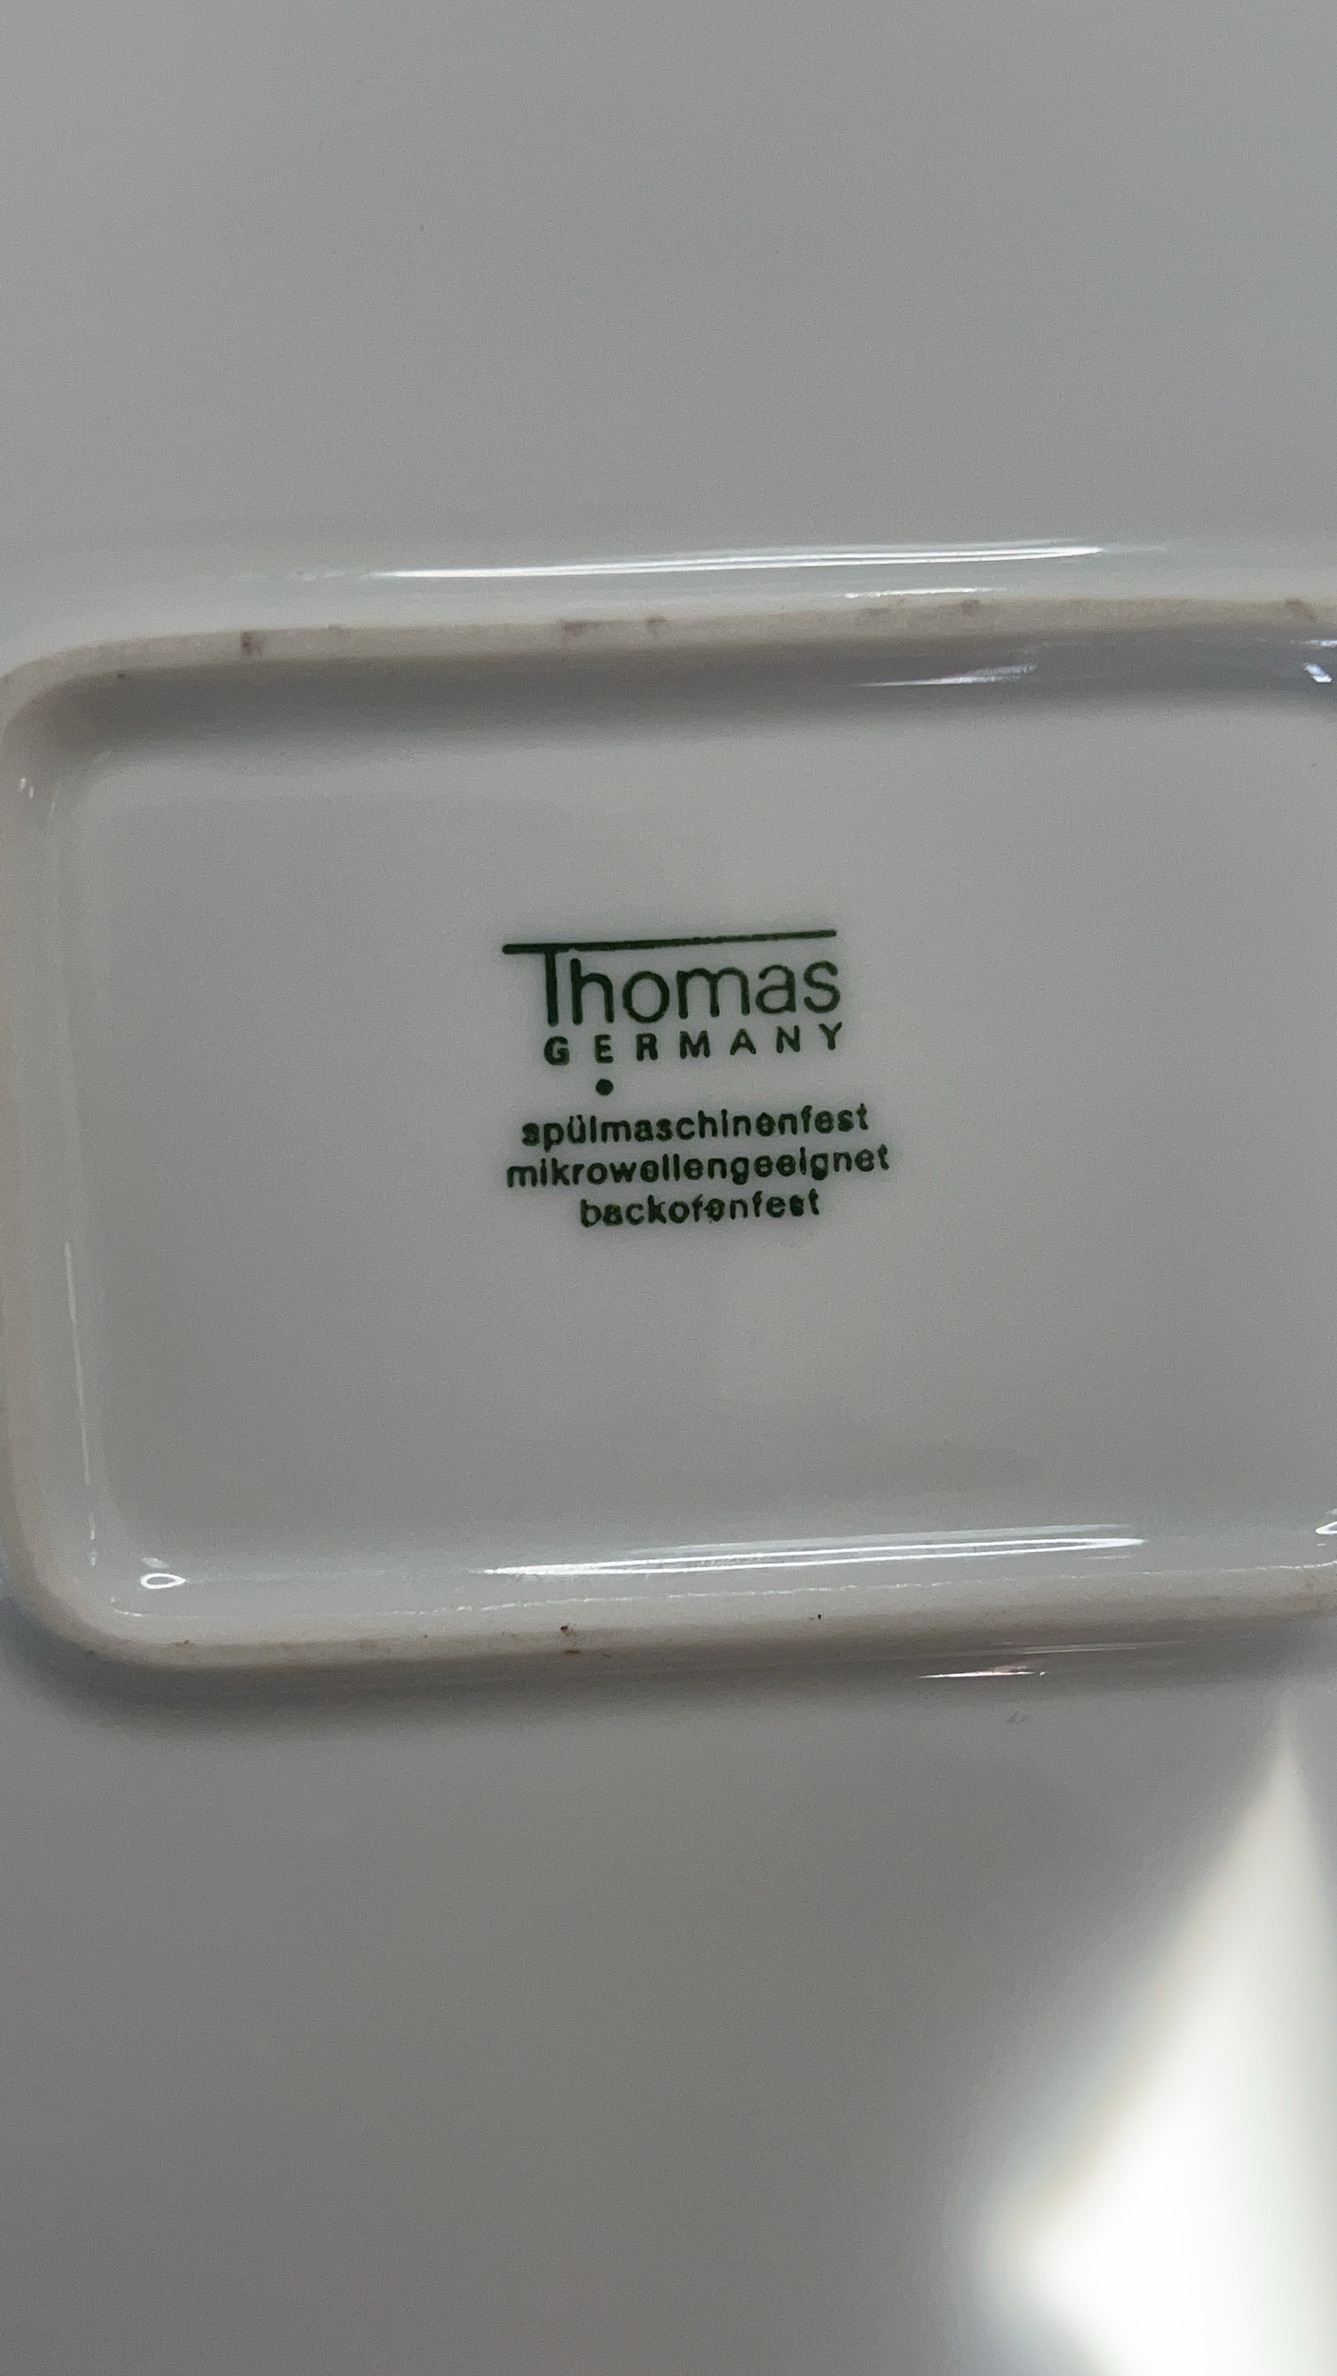 Thomas
GERMANY
spülmaschinenfest
mikrowellengeeignet
backofenfest